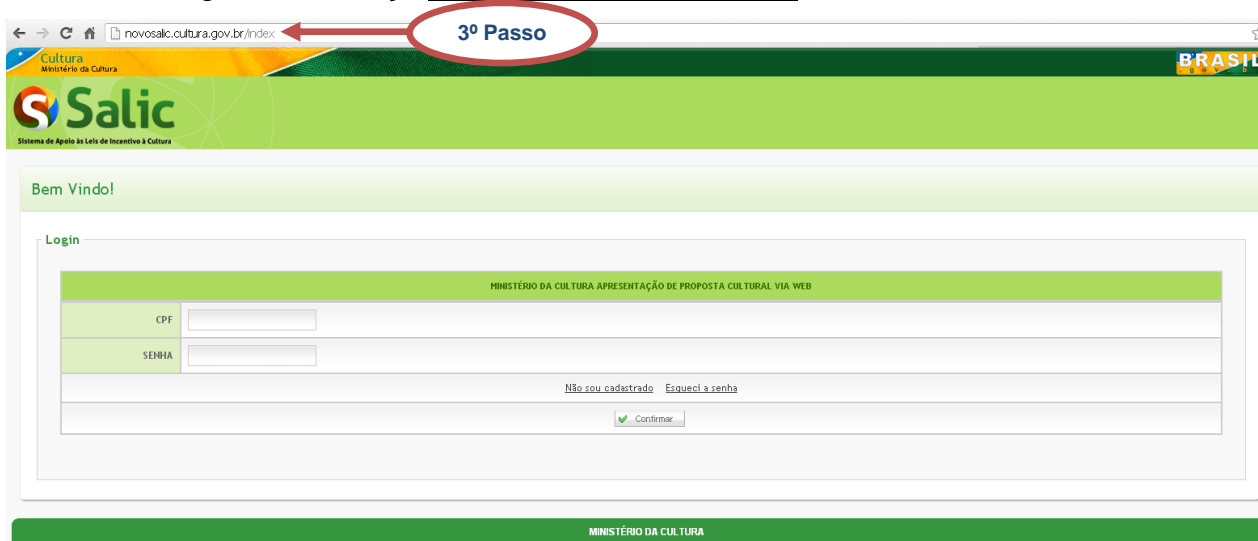 3º Passo
novosalic.cultura.gov.br/index
Cultura
Ministério da Cultura
BRASIL
Salic
Sistema de Apoio às Leis de Incentivo à Cultura
Bem Vindo!
Login
MINISTÉRIO DA CULTURA APRESENTAÇÃO DE PROPOSTA CULTURAL VIA WEB
CPF
SENHA
Não sou cadastrado Esqueci a senha
Confirmar
MINISTÉRIO DA CULTURA